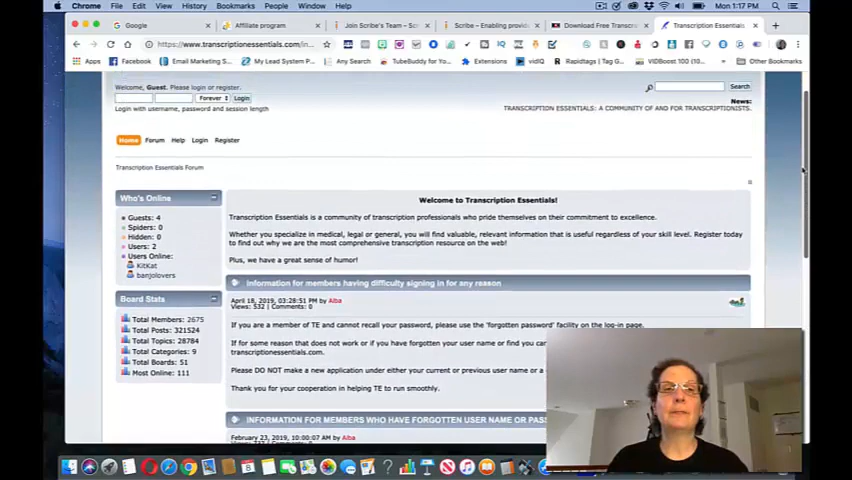 Chrome File Edit View History Bookmarks People Window Help
Mon 1:17 PM
Google
Affiliate program
Join Scribe's Team – Scr
Scribe – Enabling provid
Download Free Transcri
Transcription Essentials
https://www.transcriptionessentials.com/in...
Apps Facebook Email Marketing S... My Lead System P... Any Search TubeBuddy for Y... Extensions vidIQ Rapidtags | Tag G... VIDBoost 100 (10... Other Bookmarks
Welcome, Guest. Please login or register.
Forever Login
Login with username, password and session length
Search
News:
TRANSCRIPTION ESSENTIALS: A COMMUNITY OF AND FOR TRANSCRIPTIONISTS.
Home Forum Help Login Register
Transcription Essentials Forum
Who's Online
Guests: 4
Spiders: 0
Hidden: 0
Users: 2
Users Online:
KitKat
banjolovers
Board Stats
Total Members: 2675
Total Posts: 321524
Total Topics: 28784
Total Categories: 9
Total Boards: 51
Most Online: 111
Welcome to Transcription Essentials!
Transcription Essentials is a community of transcription professionals who pride themselves on their commitment to excellence.
Whether you specialize in medical, legal or general, you will find valuable, relevant information that is useful regardless of your skill level. Register today
to find out why we are the most comprehensive transcription resource on the web!
Plus, we have a great sense of humor!
Information for members having difficulty signing in for any reason
April 18, 2019, 03:28:51 PM by Alba
Views: 532 | Comments: 0
If you are a member of TE and cannot recall your password, please use the 'forgotten password' facility on the log-in page.
If for some reason that does not work or if you have forgotten your user name or find you can
transcriptionessentials.com.
Please DO NOT make a new application under either your current or previous user name or a
Thank you for your cooperation in helping TE to run smoothly.
INFORMATION FOR MEMBERS WHO HAVE FORGOTTEN USER NAME OR PASS
February 23, 2019, 10:00:07 AM by Alba